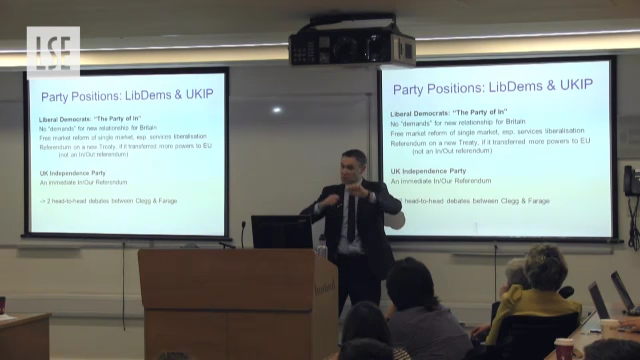 LSE
Party Positions: LibDems & UKIP
Liberal Democrats: “The Party of In”
No “demands” for new relationship for Britain
Free market reform of single market, esp. services liberalisation
Referendum on a new Treaty, if it transferred more powers to EU
(not an In/Out referendum)
UK Independence Party
An immediate In/Our Referendum
-> 2 head-to-head debates between Clegg & Farage
Party Positions: LibDems & UKIP
Liberal Democrats: “The Party of In”
No “demands” for new relationship for Britain
Free market reform of single market, esp. services liberalisation
Referendum on a new Treaty, if it transferred more powers to EU
(not an In/Out referendum)
UK Independence Party
An immediate In/Our Referendum
-> 2 head-to-head debates between Clegg & Farage